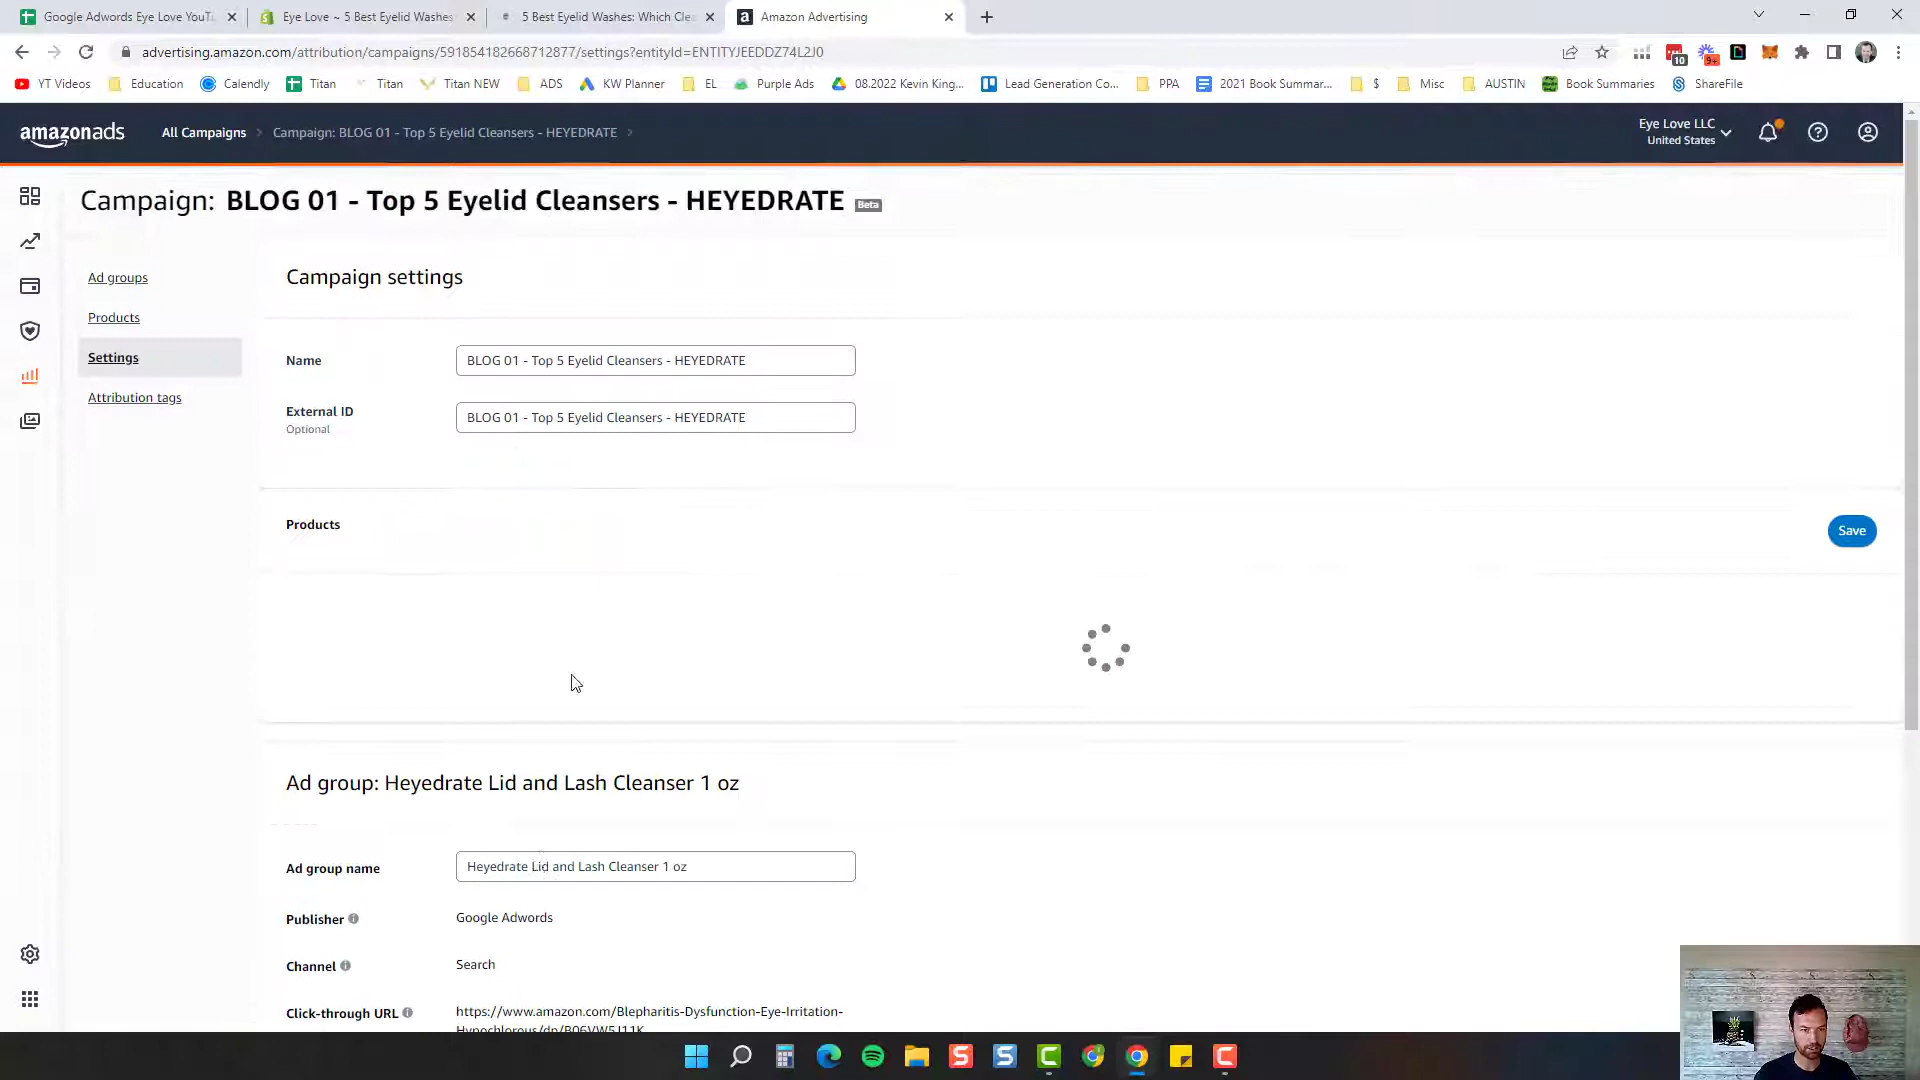 Google Adwords Eye Love YouTu
Eye Love ~ 5 Best Eyelid Washes
5 Best Eyelid Washes: Which Clea
Amazon Advertising
advertising.amazon.com/attribution/campaigns/591854182668712877/settings?entityId=ENTITYJEEDDZ74L2J0
10
9+
YT Videos
Education
Calendly
Titan
Titan
Titan NEW
ADS
KW Planner
EL
Purple Ads
08.2022 Kevin King...
Lead Generation Co...
PPA
2021 Book Summar...
$
Misc
AUSTIN
Book Summaries
ShareFile
amazonads
All Campaigns
Campaign: BLOG 01 - Top 5 Eyelid Cleansers - HEYEDRATE
Eye Love LLC
United States
Campaign: BLOG 01 - Top 5 Eyelid Cleansers - HEYEDRATE Beta
Ad groups
Products
Settings
Attribution tags
Campaign settings
Name
BLOG 01 - Top 5 Eyelid Cleansers - HEYEDRATE
External ID
Optional
BLOG 01 - Top 5 Eyelid Cleansers - HEYEDRATE
Products
Save
Ad group: Heyedrate Lid and Lash Cleanser 1 oz
Ad group name
Heyedrate Lid and Lash Cleanser 1 oz
Publisher
Google Adwords
Channel
Search
Click-through URL
https://www.amazon.com/Blepharitis-Dysfunction-Eye-Irritation-
Hypochlorous/dp/B06VW5J11K